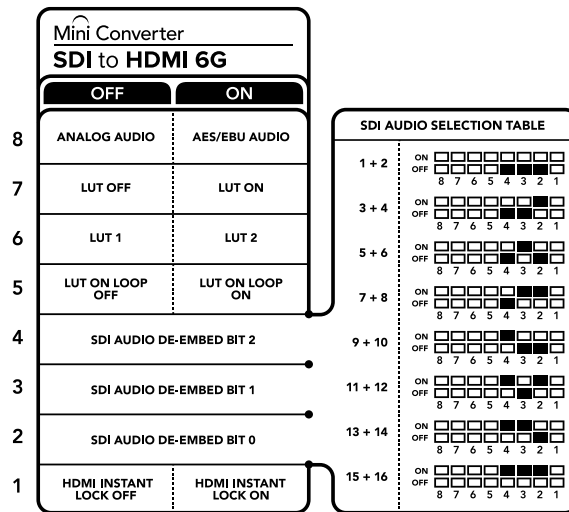 Mini Converter
SDI to HDMI 6G
OFF ON
8 ANALOG AUDIO AES/EBU AUDIO
7 LUT OFF LUT ON
6 LUT 1 LUT 2
5 LUT ON LOOP OFF LUT ON LOOP ON
4 SDI AUDIO DE-EMBED BIT 2
3 SDI AUDIO DE-EMBED BIT 1
2 SDI AUDIO DE-EMBED BIT 0
1 HDMI INSTANT LOCK OFF HDMI INSTANT LOCK ON
SDI AUDIO SELECTION TABLE
1 + 2 ON
OFF
8 7 6 5 4 3 2 1
3 + 4 ON
OFF
8 7 6 5 4 3 2 1
5 + 6 ON
OFF
8 7 6 5 4 3 2 1
7 + 8 ON
OFF
8 7 6 5 4 3 2 1
9 + 10 ON
OFF
8 7 6 5 4 3 2 1
11 + 12 ON
OFF
8 7 6 5 4 3 2 1
13 + 14 ON
OFF
8 7 6 5 4 3 2 1
15 + 16 ON
OFF
8 7 6 5 4 3 2 1